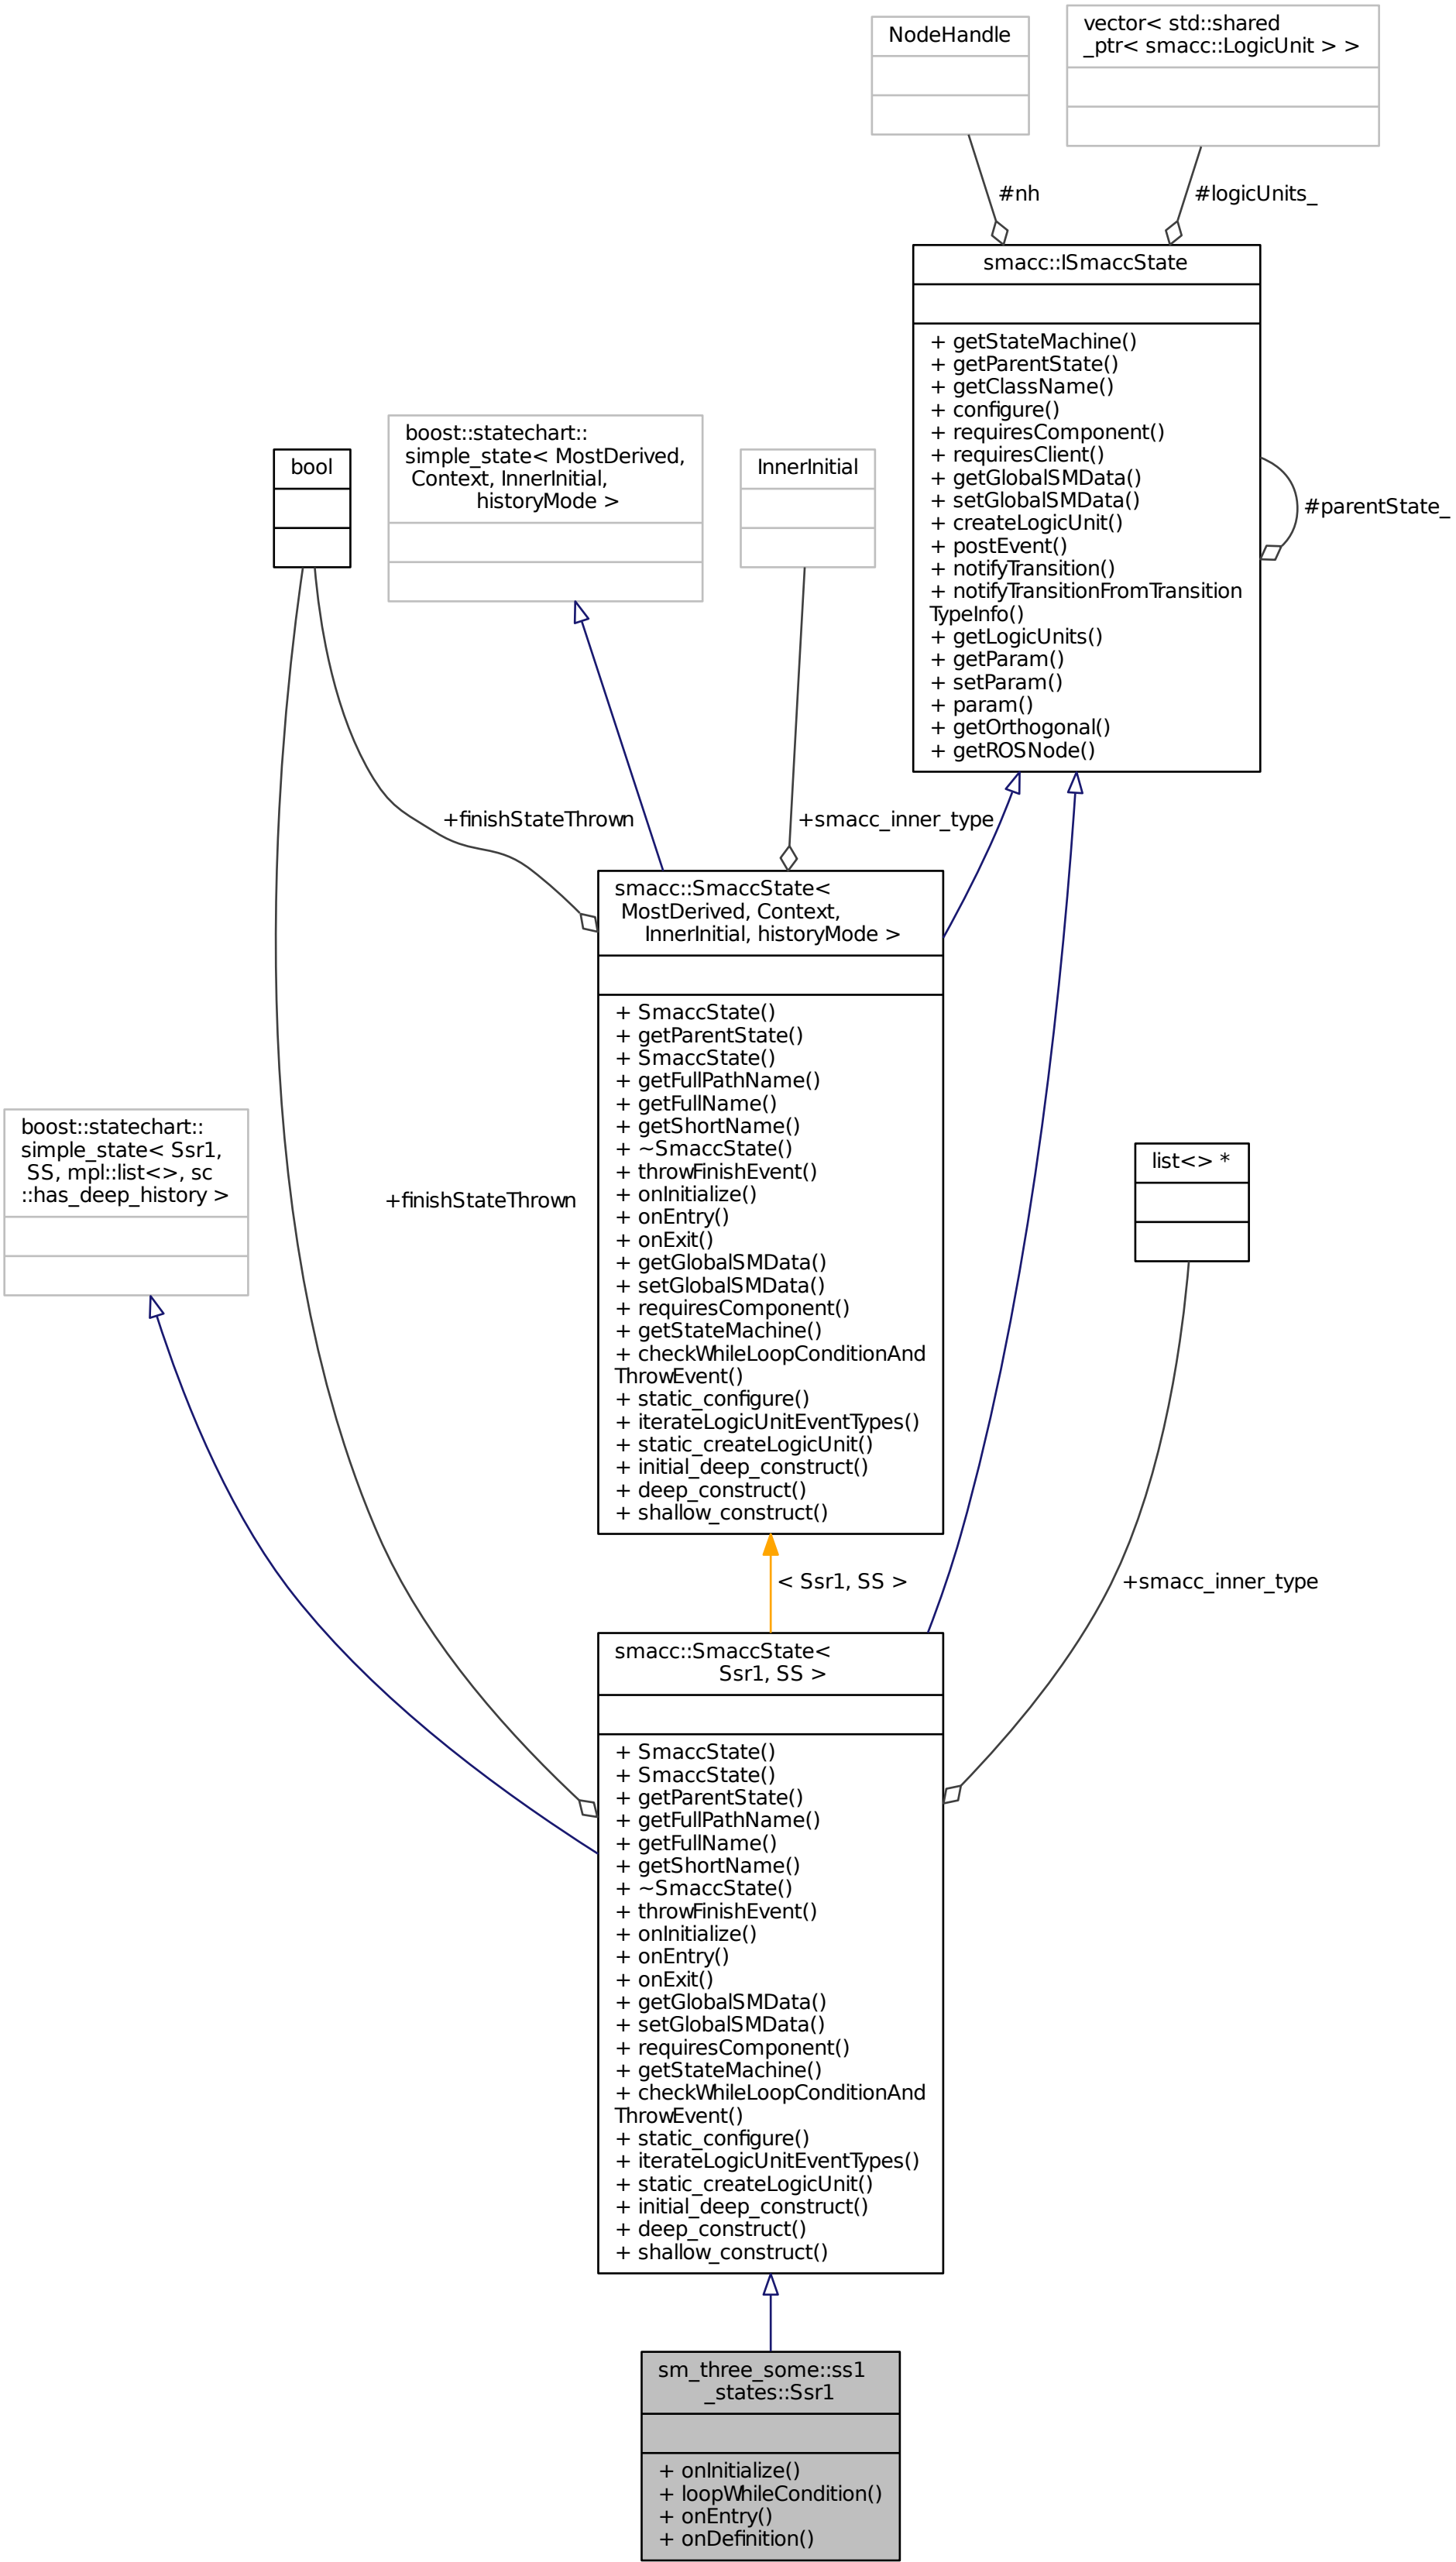 NodeHandle
vector< std::shared
_ptr< smacc::LogicUnit > >
#nh
#logicUnits_
smacc::ISmaccState
+ getStateMachine()
+ getParentState()
+ getClassName()
+ configure()
+ requiresComponent()
+ requiresClient()
+ getGlobalSMData()
+ setGlobalSMData()
+ createLogicUnit()
+ postEvent()
+ notifyTransition()
+ notifyTransitionFromTransition
TypeInfo()
+ getLogicUnits()
+ getParam()
+ setParam()
+ param()
+ getOrthogonal()
+ getROSNode()
#parentState_
bool
boost::statechart::
simple_state< MostDerived,
Context, InnerInitial,
historyMode >
InnerInitial
+finishStateThrown
+smacc_inner_type
smacc::SmaccState<
MostDerived, Context,
InnerInitial, historyMode >
+ SmaccState()
+ getParentState()
+ SmaccState()
+ getFullPathName()
+ getFullName()
+ getShortName()
+ ~SmaccState()
+ throwFinishEvent()
+ onInitialize()
+ onEntry()
+ onExit()
+ getGlobalSMData()
+ setGlobalSMData()
+ requiresComponent()
+ getStateMachine()
+ checkWhileLoopConditionAnd
ThrowEvent()
+ static_configure()
+ iterateLogicUnitEventTypes()
+ static_createLogicUnit()
+ initial_deep_construct()
+ deep_construct()
+ shallow_construct()
boost::statechart::
simple_state< Ssr1,
SS, mpl::list<>, sc
::has_deep_history >
+finishStateThrown
list<> *
< Ssr1, SS >
+smacc_inner_type
smacc::SmaccState<
Ssr1, SS >
+ SmaccState()
+ SmaccState()
+ getParentState()
+ getFullPathName()
+ getFullName()
+ getShortName()
+ ~SmaccState()
+ throwFinishEvent()
+ onInitialize()
+ onEntry()
+ onExit()
+ getGlobalSMData()
+ setGlobalSMData()
+ requiresComponent()
+ getStateMachine()
+ checkWhileLoopConditionAnd
ThrowEvent()
+ static_configure()
+ iterateLogicUnitEventTypes()
+ static_createLogicUnit()
+ initial_deep_construct()
+ deep_construct()
+ shallow_construct()
sm_three_some::ss1
_states::Ssr1
+ onInitialize()
+ loopWhileCondition()
+ onEntry()
+ onDefinition()